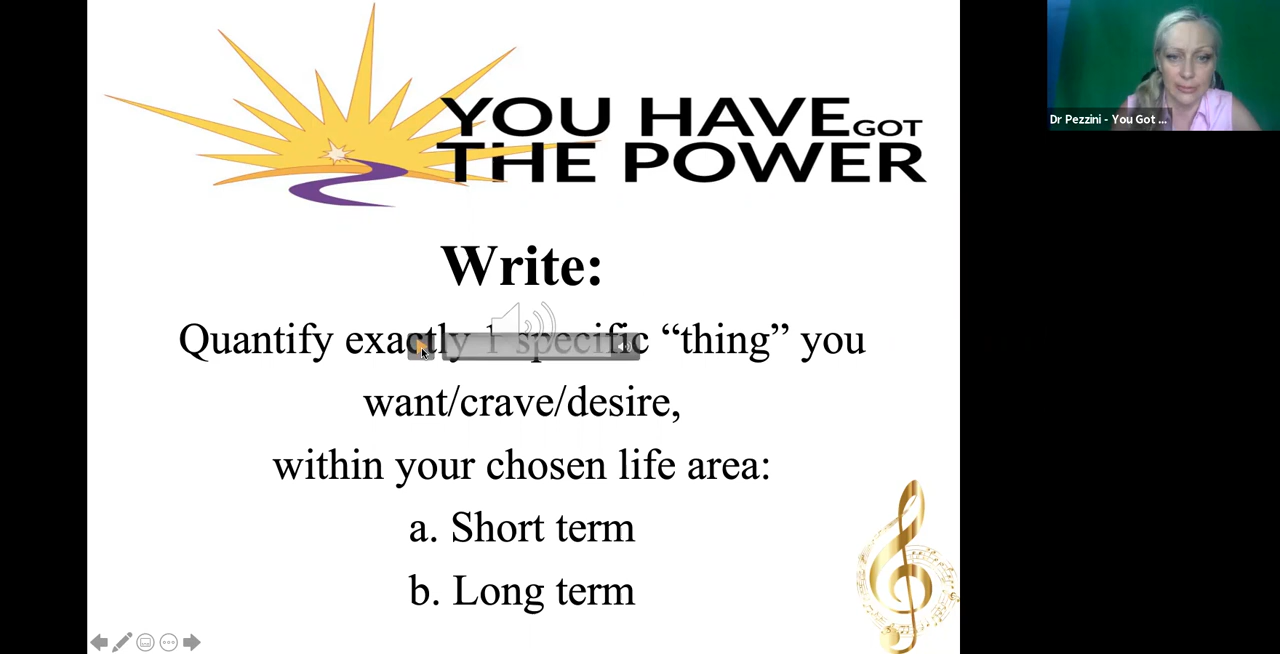 YOU HAVE GOT
THE POWER
Dr Pezzini - You Got ...
Write:
Quantify exactly 1 specific “thing” you
want/crave/desire,
within your chosen life area:
a. Short term
b. Long term